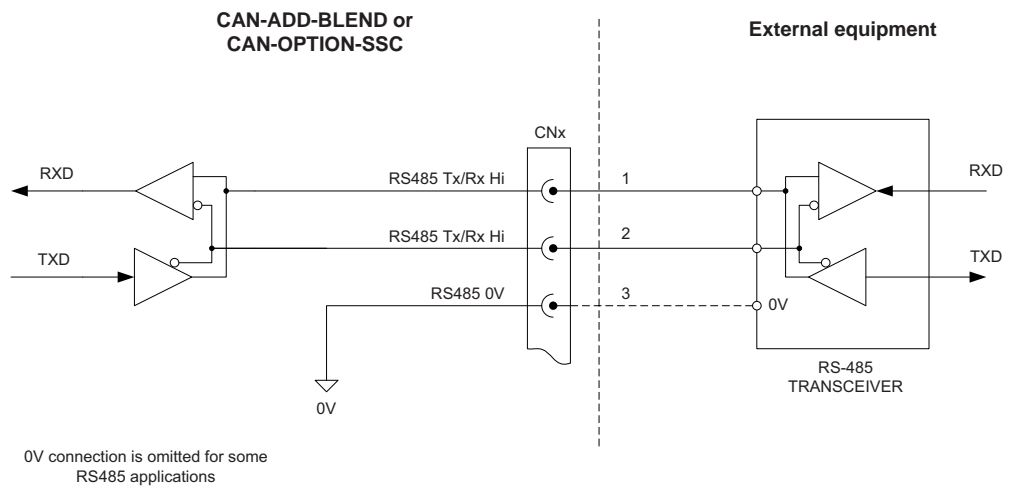 CAN-ADD-BLEND or
CAN-OPTION-SSC
External equipment
CNx
RXD
RS485 Tx/Rx Hi
1
RXD
TXD
RS485 Tx/Rx Hi
2
TXD
RS485 0V
3
0V
0V
RS-485
TRANSCEIVER
0V connection is omitted for some
RS485 applications